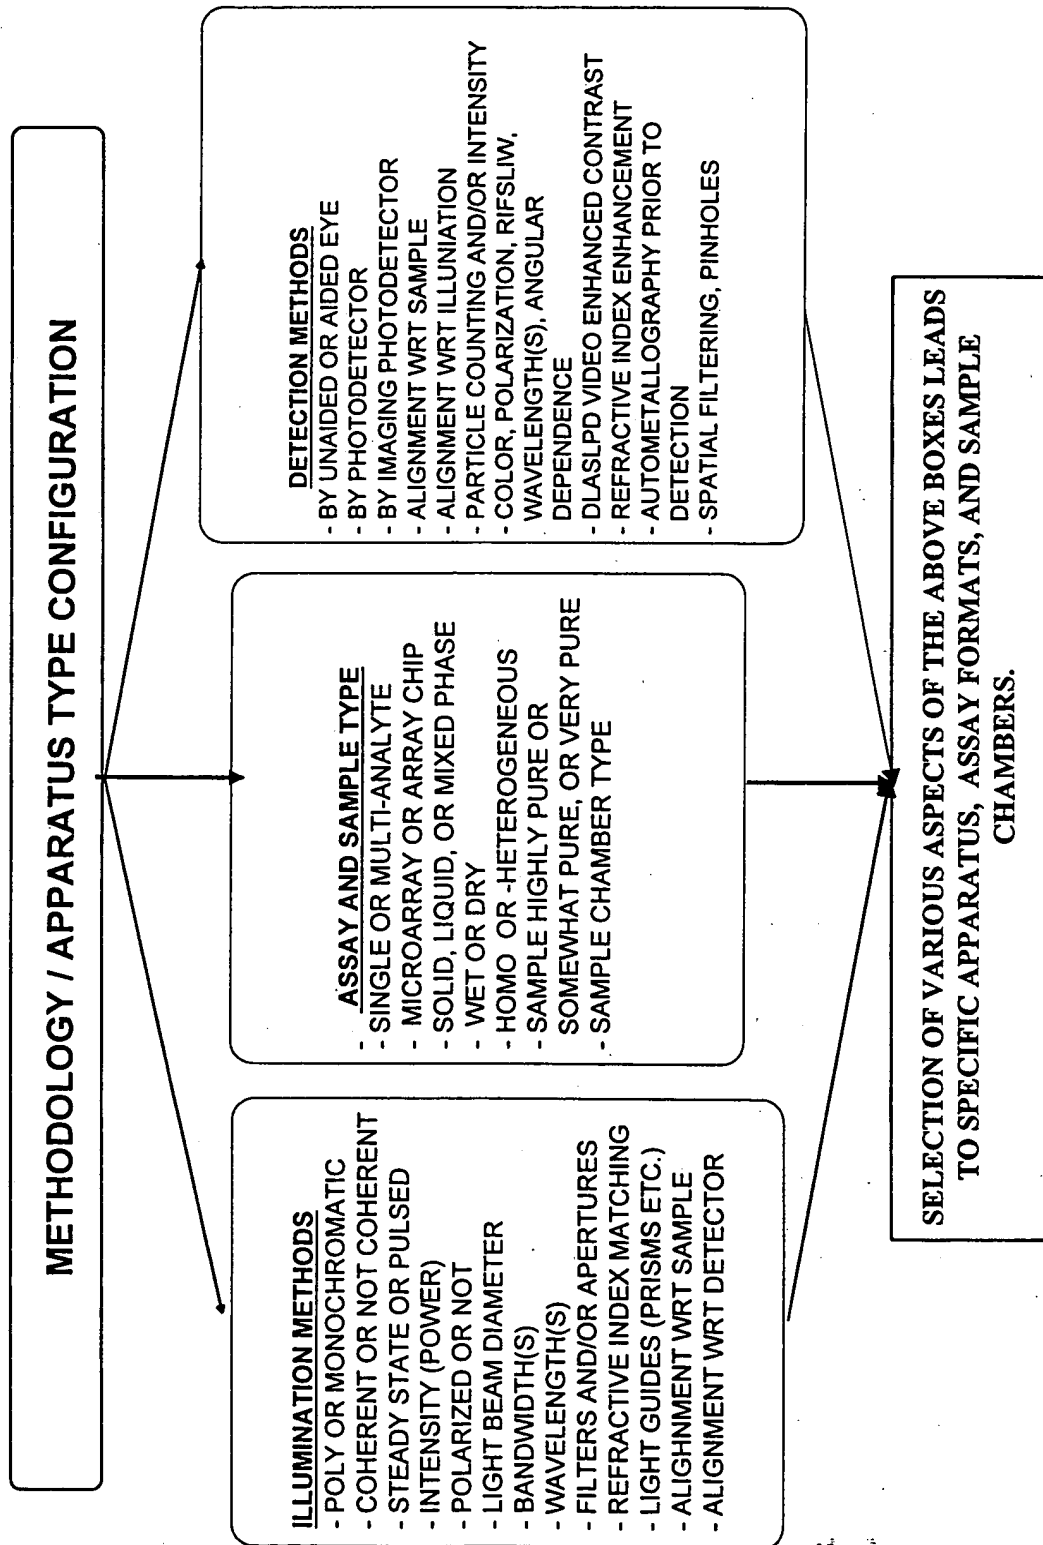 METHODOLOGY / APPARATUS TYPE CONFIGURATION
ILLUMINATION METHODS
- POLY OR MONOCHROMATIC
- COHERENT OR NOT COHERENT
- STEADY STATE OR PULSED
- INTENSITY (POWER)
- POLARIZED OR NOT
- LIGHT BEAM DIAMETER
- BANDWIDTH(S)
- WAVELENGTH(S)
- FILTERS AND/OR APERTURES
- REFRACTIVE INDEX MATCHING
- LIGHT GUIDES (PRISMS ETC.)
- ALIGHNMENT WRT SAMPLE
- ALIGNMENT WRT DETECTOR
- ASSAY AND SAMPLE TYPE
- SINGLE OR MULTI-ANALYTE
- MICROARRAY OR ARRAY CHIP
- SOLID, LIQUID, OR MIXED PHASE
- WET OR DRY
- HOMO OR -HETEROGENEOUS
- SAMPLE HIGHLY PURE OR
SOMEWHAT PURE, OR VERY PURE
- SAMPLE CHAMBER TYPE
DETECTION METHODS
- BY UNAIDED OR AIDED EYE
- BY PHOTODETECTOR
- BY IMAGING PHOTODETECTOR
- ALIGNMENT WRT SAMPLE
- ALIGNMENT WRT ILLUNIATION
- PARTICLE COUNTING AND/OR INTENSITY
- COLOR, POLARIZATION, RIFSLIW,
WAVELENGTH(S), ANGULAR
DEPENDENCE
- DLASLPD VIDEO ENHANCED CONTRAST
- REFRACTIVE INDEX ENHANCEMENT
- AUTOMETALLOGRAPHY PRIOR TO
DETECTION
- SPATIAL FILTERING, PINHOLES
SELECTION OF VARIOUS ASPECTS OF THE ABOVE BOXES LEADS
TO SPECIFIC APPARATUS, ASSAY FORMATS, AND SAMPLE
CHAMBERS.